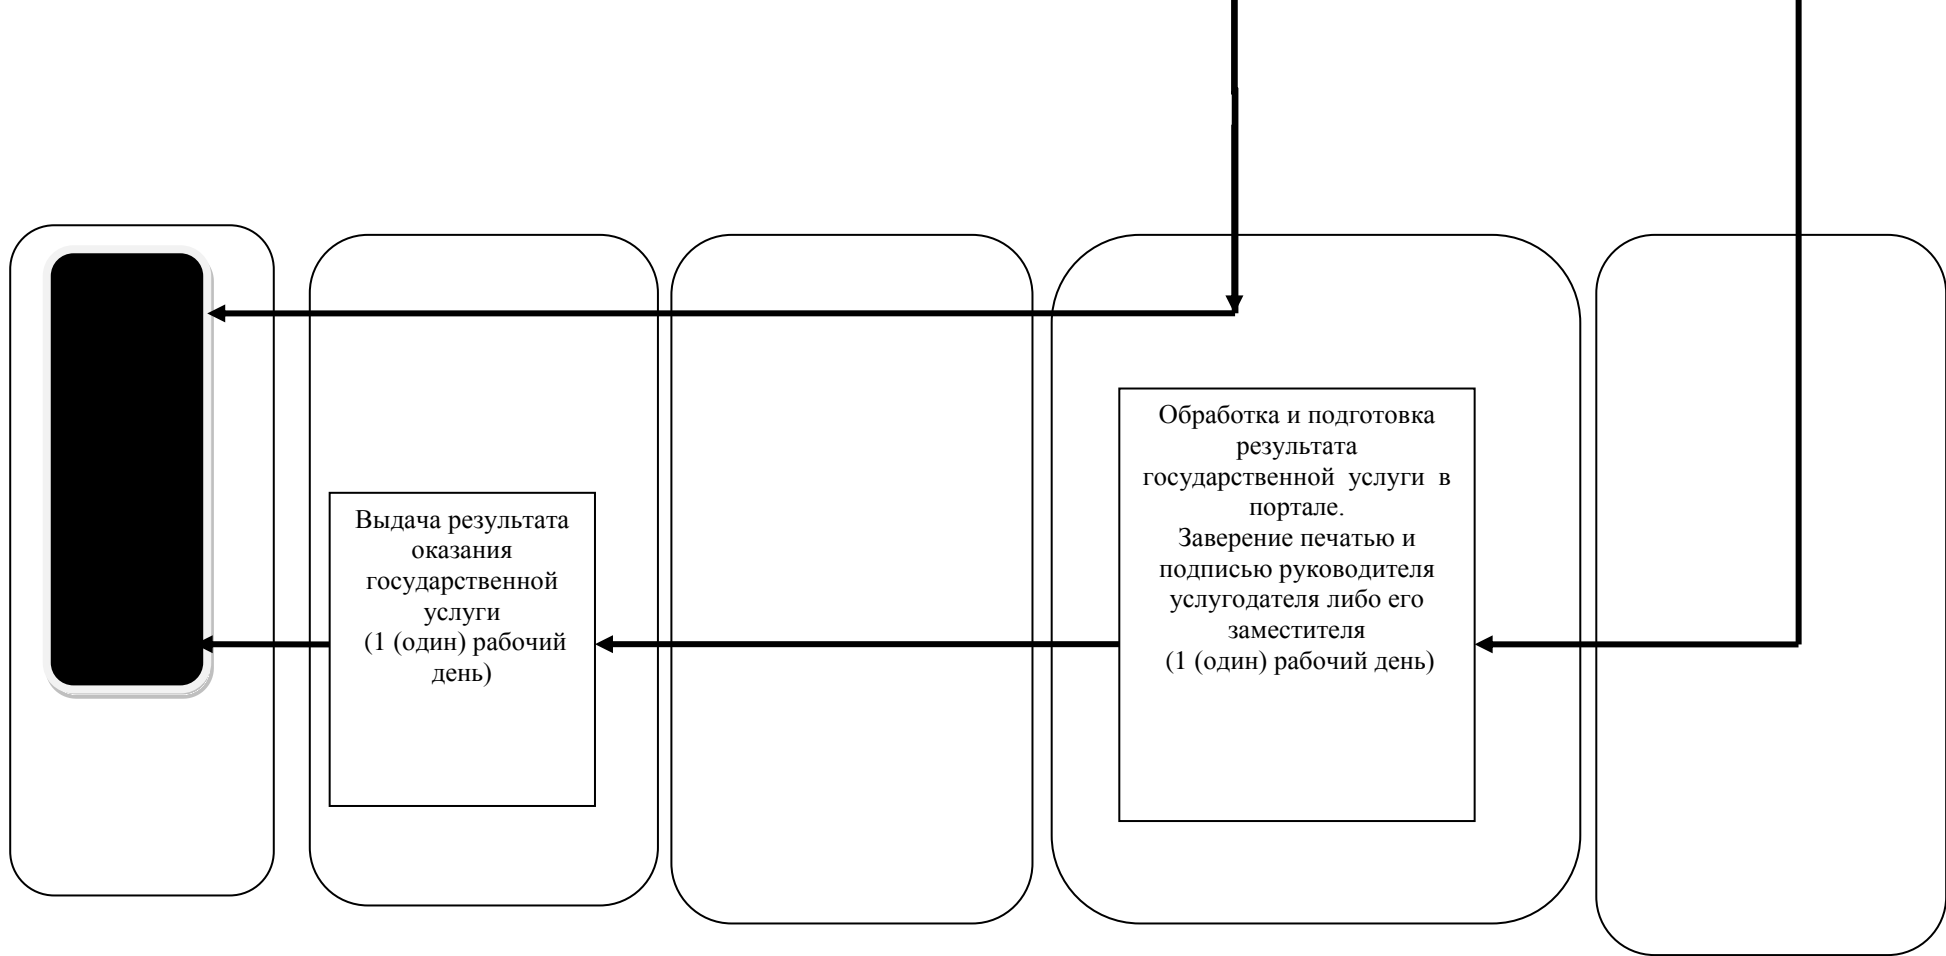 Выдача результата
оказания
государственной
услуги
(1 (один) рабочий
день)
Обработка и подготовка
результата
государственной услуги в
портале.
Заверение печатью и
подписью руководителя
услугодателя либо его
заместителя
(1 (один) рабочий день)